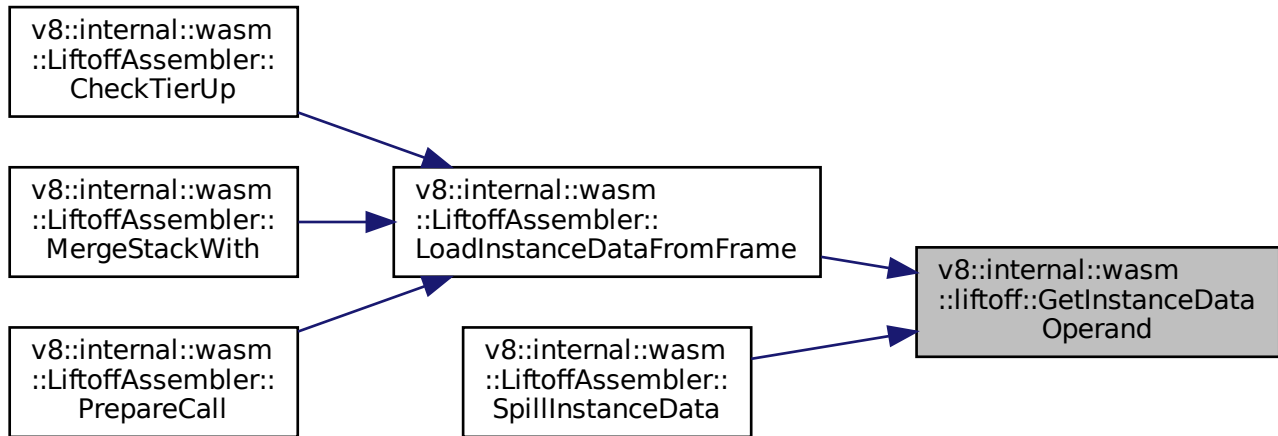 v8::internal::wasm
::LiftoffAssembler::
CheckTierUp
v8::internal::wasm
::LiftoffAssembler::
MergeStackWith
v8::internal::wasm
::LiftoffAssembler::
PrepareCall
v8::internal::wasm
::LiftoffAssembler::
LoadInstanceDataFromFrame
v8::internal::wasm
::LiftoffAssembler::
SpillInstanceData
v8::internal::wasm
::liftoff::GetInstanceData
Operand